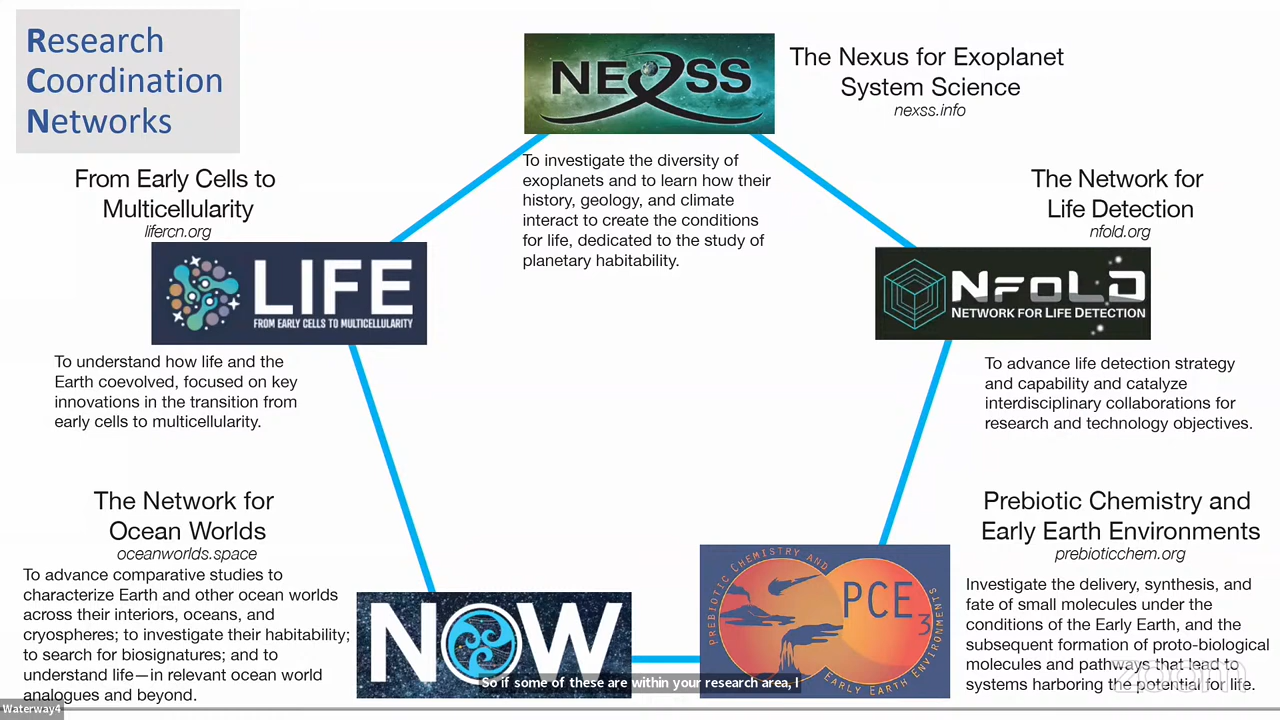 Research
Coordination
Networks
NExSS
The Nexus for Exoplanet
System Science
nexss.info
To investigate the diversity of
exoplanets and to learn how their
history, geology, and climate
interact to create the conditions
for life, dedicated to the study of
planetary habitability.
From Early Cells to
Multicellularity
lifercn.org
LIFE
FROM EARLY CELLS TO MULTICELLULARITY
To understand how life and the
Earth coevolved, focused on key
innovations in the transition from
early cells to multicellularity.
The Network for
Life Detection
nfold.org
NFOLD
NETWORK FOR LIFE DETECTION
To advance life detection strategy
and capability and catalyze
interdisciplinary collaborations for
research and technology objectives.
The Network for
Ocean Worlds
oceanworlds.space
To advance comparative studies to
characterize Earth and other ocean worlds
across their interiors, oceans, and
cryospheres; to investigate their habitability;
to search for biosignatures; and to
understand life—in relevant ocean world
analogues and beyond.
NOW
PREBIOTIC CHEMISTRY AND
EARLY EARTH ENVIRONMENTS
PCE3
Prebiotic Chemistry and
Early Earth Environments
prebioticchem.org
Investigate the delivery, synthesis, and
fate of small molecules under the
conditions of the Early Earth, and the
subsequent formation of proto-biological
molecules and pathways that lead to
systems harboring the potential for life.
zoom
So if some of these are within your research area, I
Waterway4